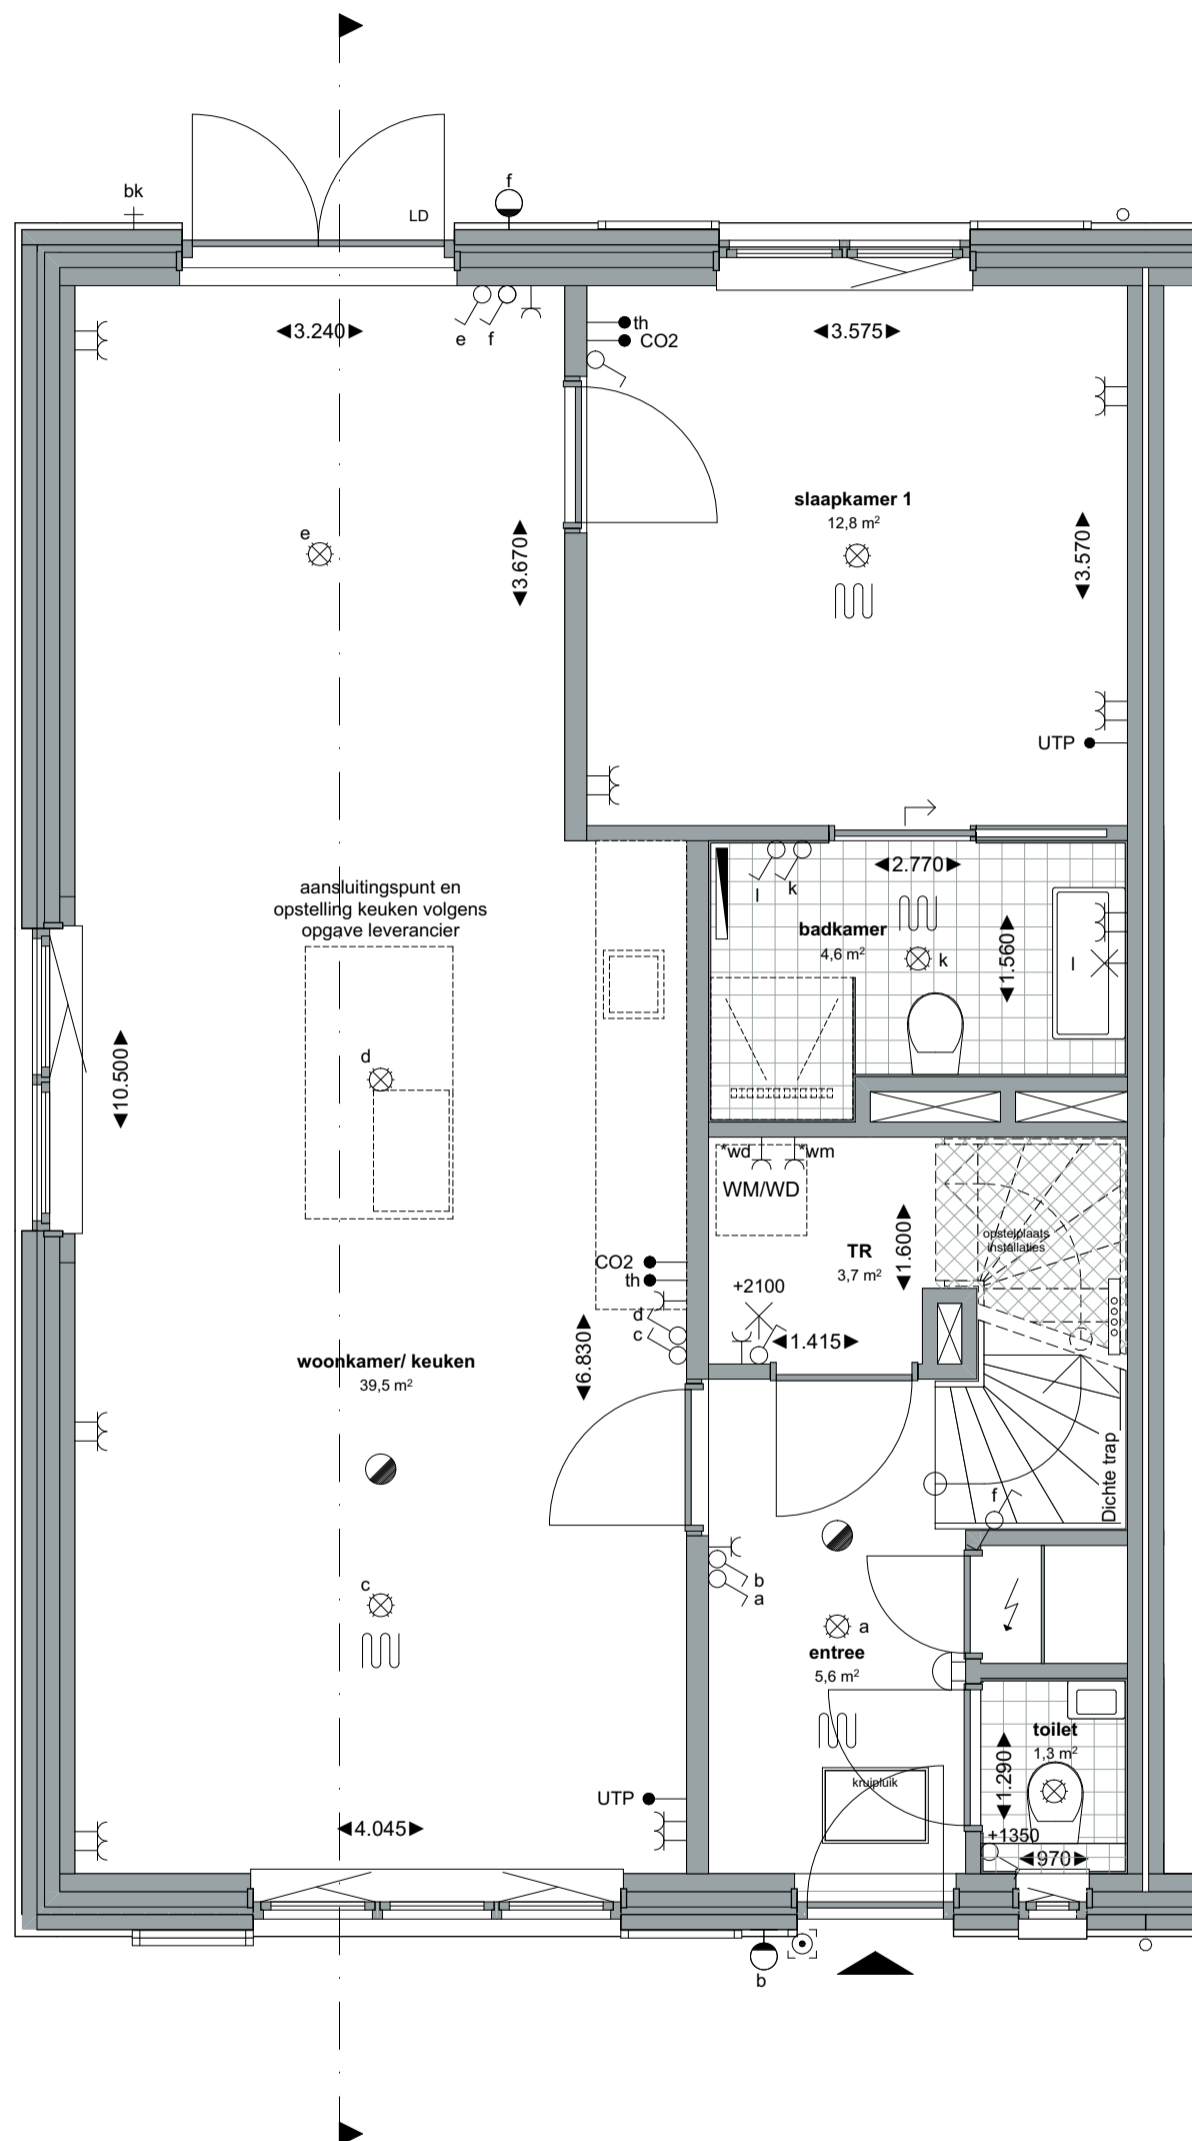 bk
LD
f
3.240
e f
th
CO2
3.575
slaapkamer 1
12,8 m²
e
3.670
3.570
UTP
aansluitingspunt en
opstelling keuken volgens
opgave leverancier
2.770
l k
badkamer
4,6 m²
k
1.560
l
d
10.500
*wd *wm
WM/WD
TR
3,7 m²
1.600
opstelplaats
installaties
CO2
th
d
c
+2100
1.415
6.830
woonkamer/ keuken
39,5 m²
Dichte trap
f
b
a
c
a
entree
5,6 m²
toilet
1,3 m²
1.290
kruipluik
UTP
4.045
+1350
970
b